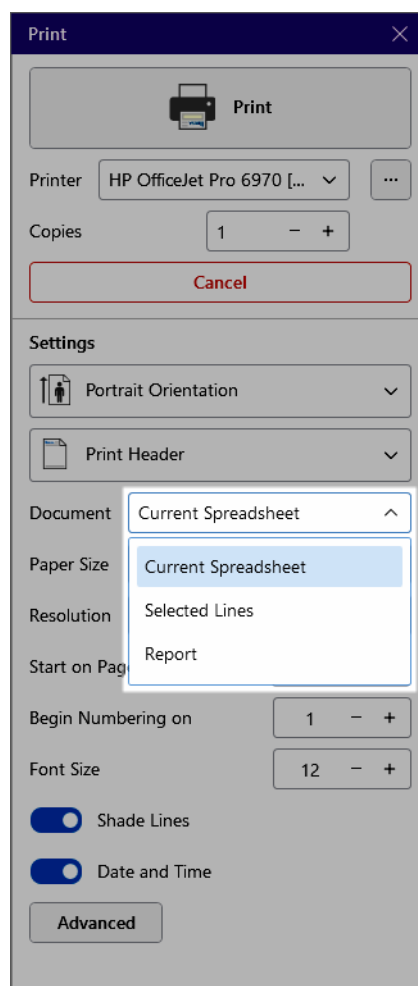 Print
Print
Printer HP OfficeJet Pro 6970 [... ...
Copies 1 − +
Cancel
Settings
Portrait Orientation
Print Header
Document Current Spreadsheet
Paper Size Current Spreadsheet
Resolution Selected Lines
Start on Pag Report
Begin Numbering on 1 − +
Font Size 12 − +
Shade Lines
Date and Time
Advanced